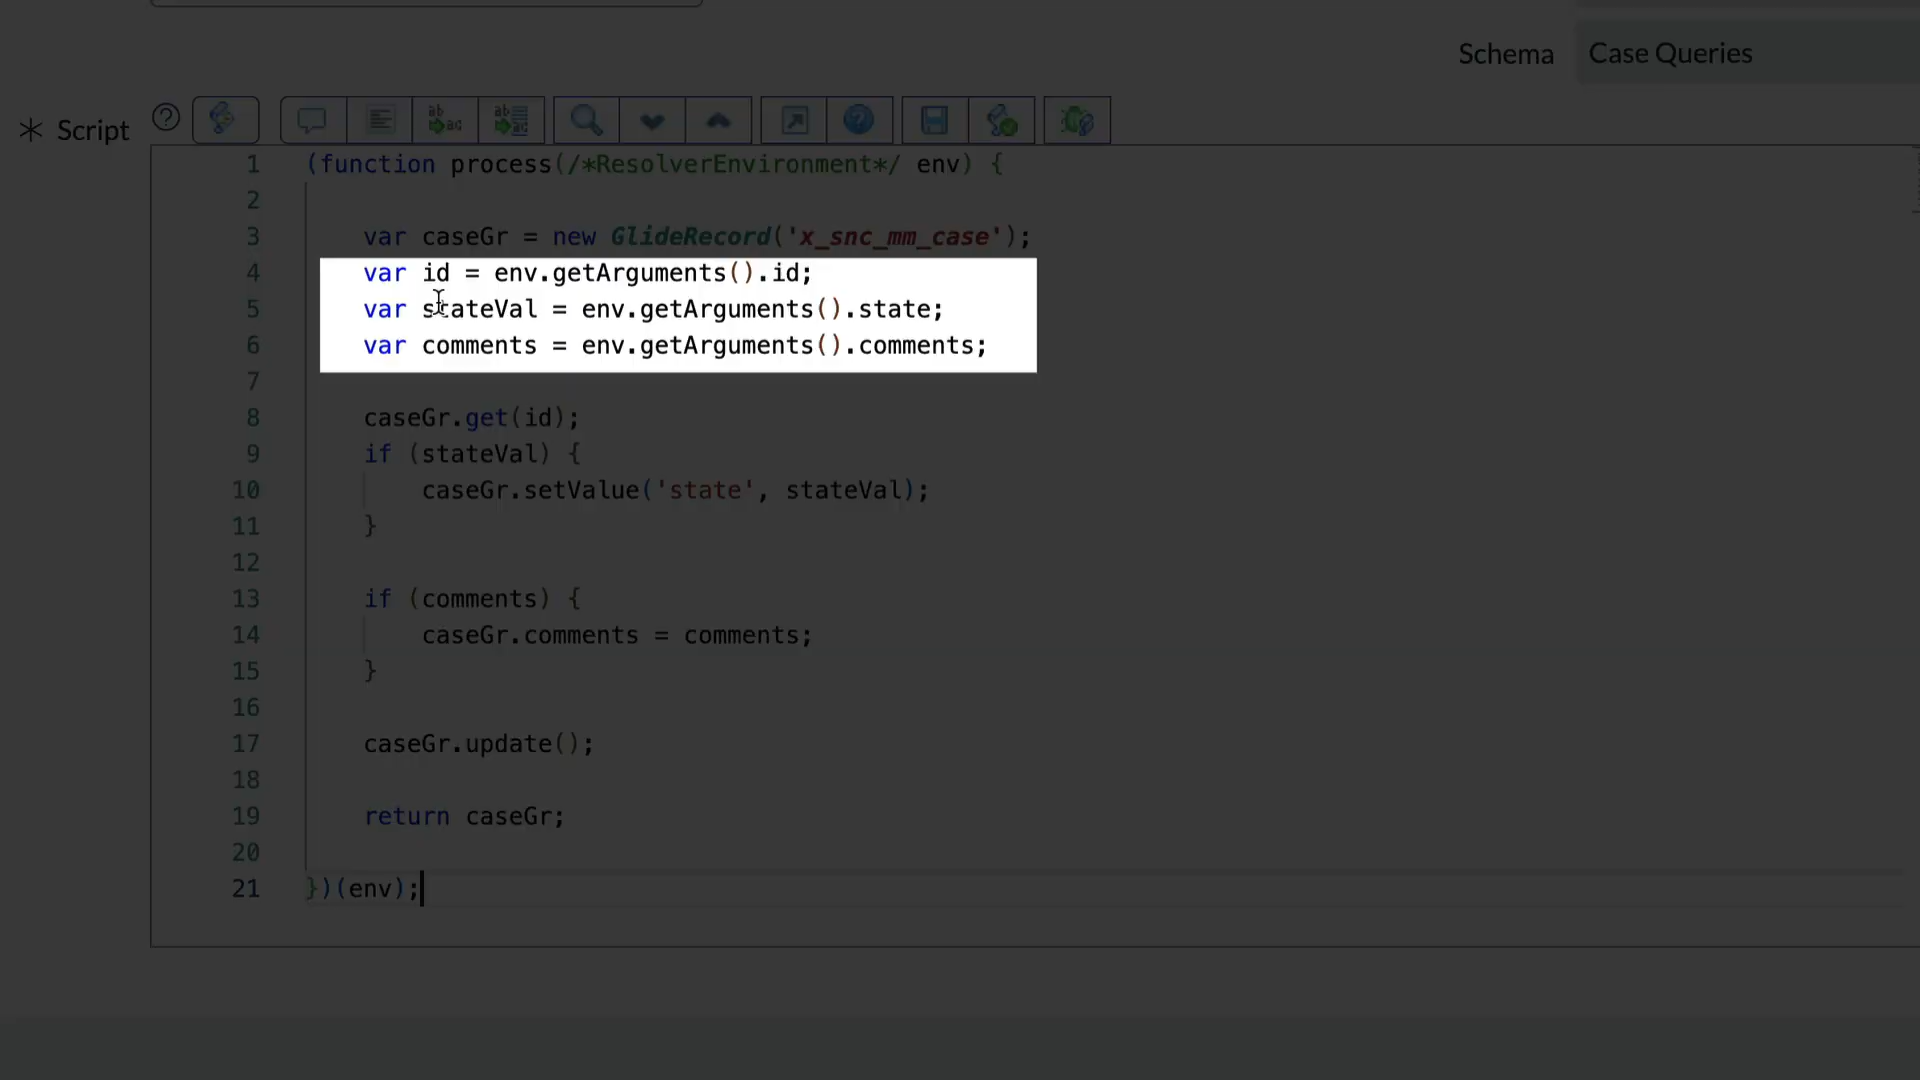 Schema Case Queries
* Script
1 (function process(/*ResolverEnvironment*/ env) {
2
3 var caseGr = new GlideRecord('x_snc_mm_case');
4 var id = env.getArguments().id;
5 var stateVal = env.getArguments().state;
6 var comments = env.getArguments().comments;
7
8 caseGr.get(id);
9 if (stateVal) {
10 caseGr.setValue('state', stateVal);
11 }
12
13 if (comments) {
14 caseGr.comments = comments;
15 }
16
17 caseGr.update();
18
19 return caseGr;
20
21 })(env);